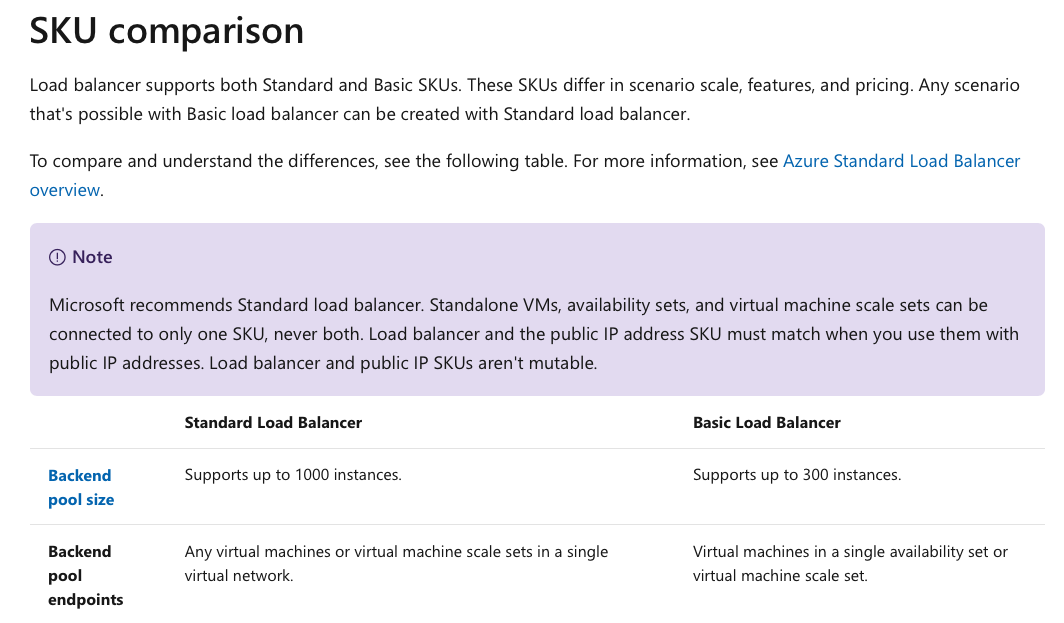 SKU comparison
Load balancer supports both Standard and Basic SKUs. These SKUs differ in scenario scale, features, and pricing. Any scenario
that's possible with Basic load balancer can be created with Standard load balancer.
To compare and understand the differences, see the following table. For more information, see Azure Standard Load Balancer
overview.
Note
Microsoft recommends Standard load balancer. Standalone VMs, availability sets, and virtual machine scale sets can be
connected to only one SKU, never both. Load balancer and the public IP address SKU must match when you use them with
public IP addresses. Load balancer and public IP SKUs aren't mutable.
Standard Load Balancer
Basic Load Balancer
Backend
pool size
Supports up to 1000 instances.
Supports up to 300 instances.
Backend
pool
endpoints
Any virtual machines or virtual machine scale sets in a single
virtual network.
Virtual machines in a single availability set or
virtual machine scale set.